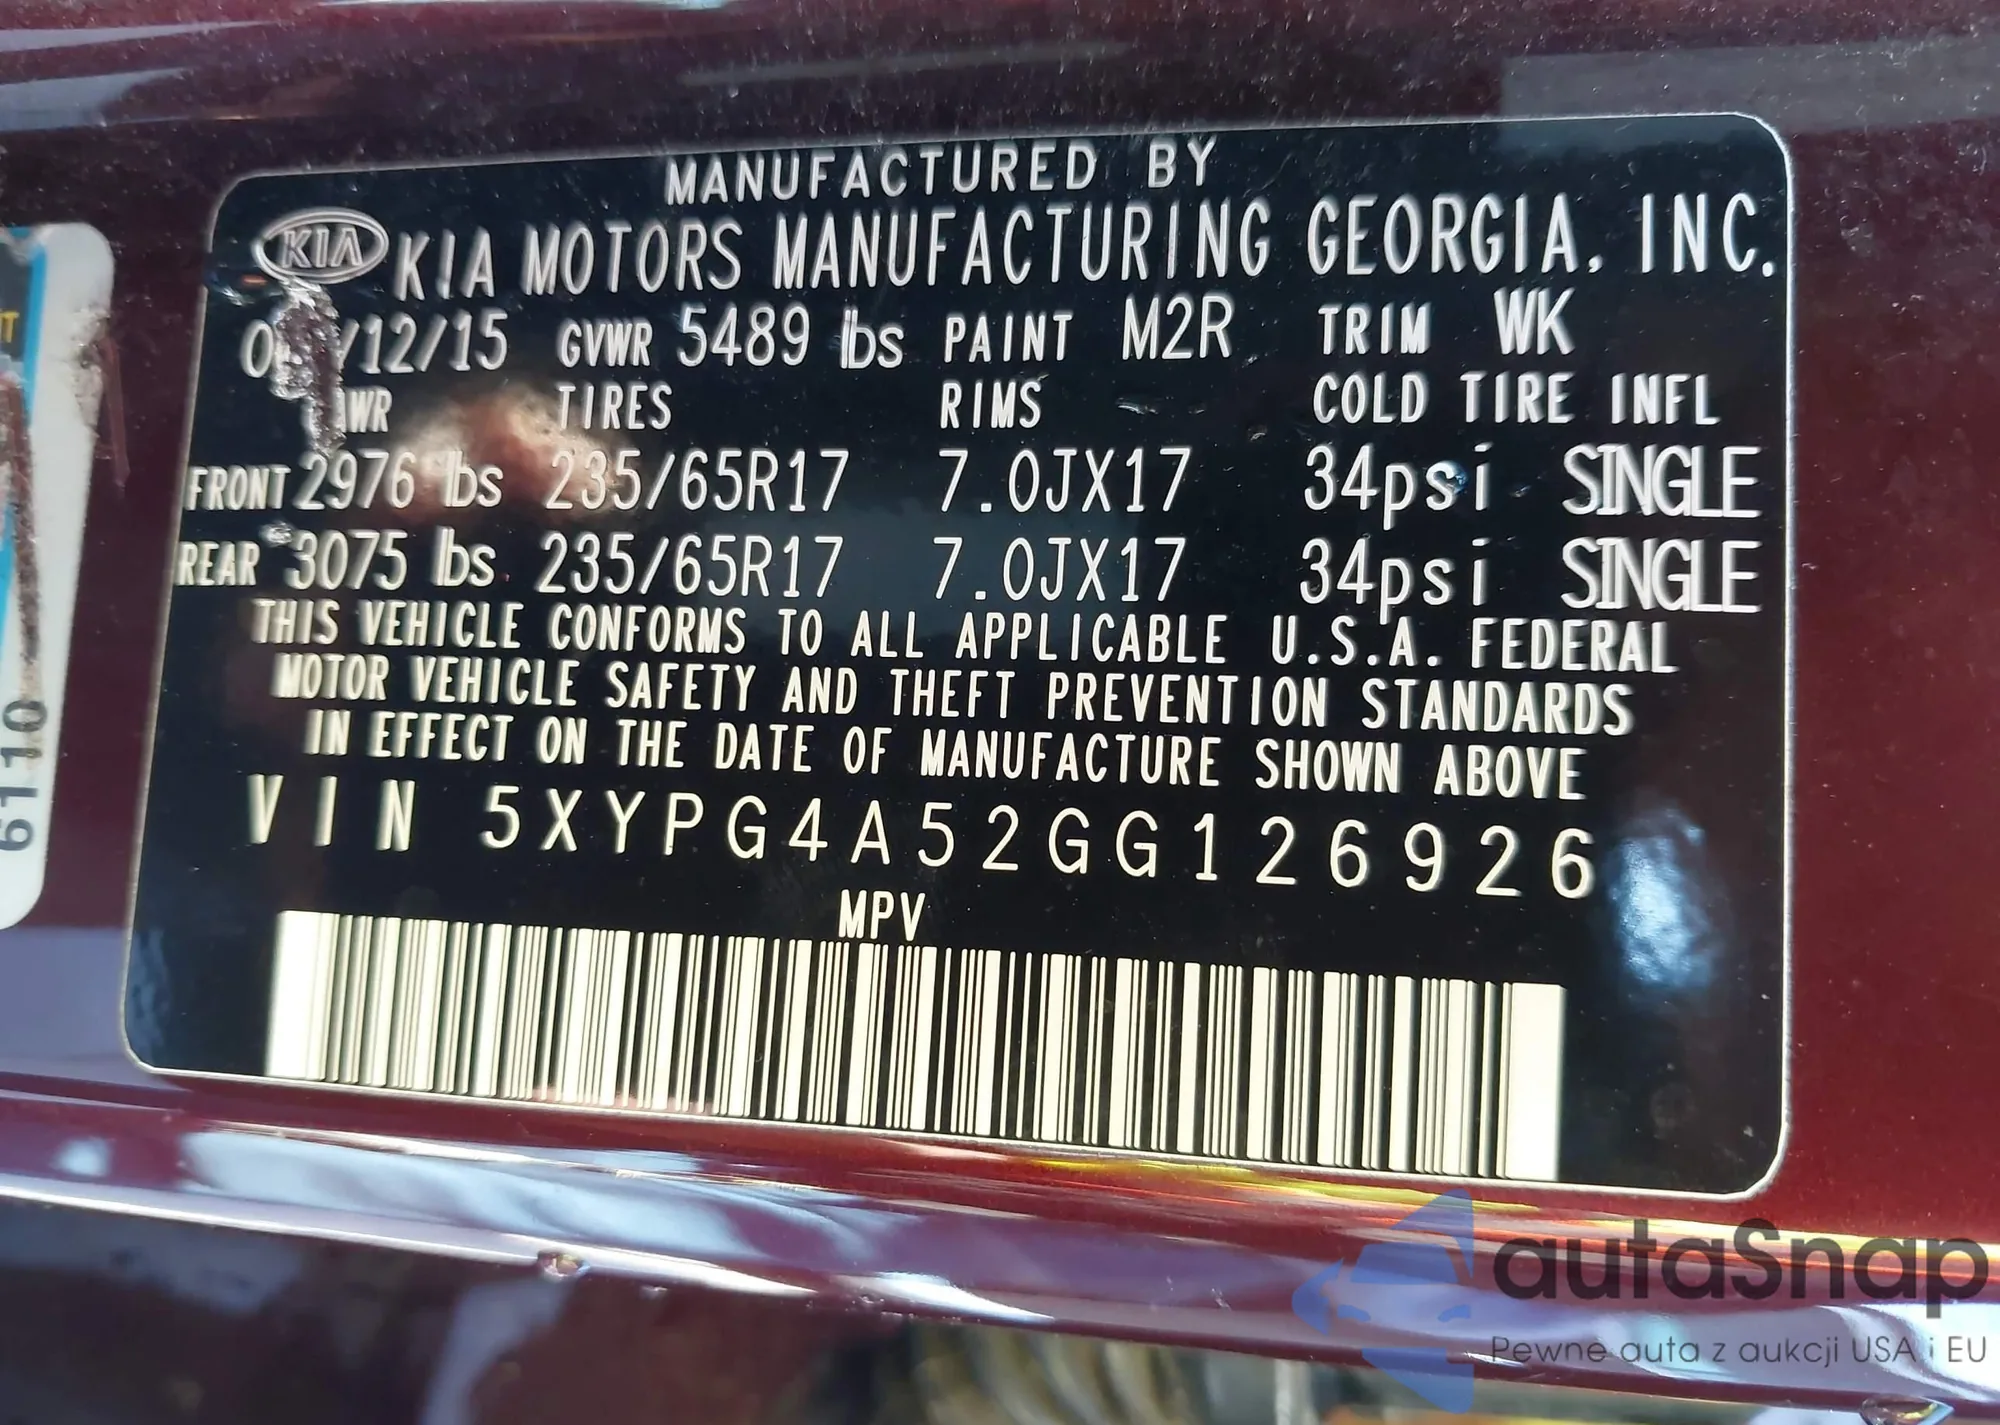 MANUFACTURED BY
KIA KIA MOTORS MANUFACTURING GEORGIA, INC.
/12/15 GVWR 5489 lbs PAINT M2R TRIM WK
TIRES RIMS COLD TIRE INFL
FRONT 2976 lbs 235/65R17 7.0JX17 34psi SINGLE
REAR 3075 lbs 235/65R17 7.0JX17 34psi SINGLE
THIS VEHICLE CONFORMS TO ALL APPLICABLE U.S.A. FEDERAL
MOTOR VEHICLE SAFETY AND THEFT PREVENTION STANDARDS
IN EFFECT ON THE DATE OF MANUFACTURE SHOWN ABOVE
VIN 5XYPG4A52GG126926
MPV
6110
autaSnap
Pewne auta z aukcji USA i EU